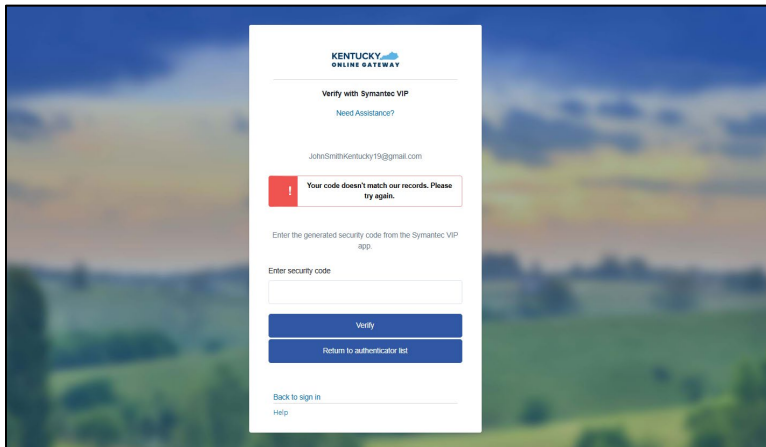 KENTUCKY
ONLINE GATEWAY
Verify with Symantec VIP
Need Assistance?
JohnSmithKentucky19@gmail.com
!
Your code doesn't match our records. Please
try again.
Enter the generated security code from the Symantec VIP
app.
Enter security code
Verify
Return to authenticator list
Back to sign in
Help